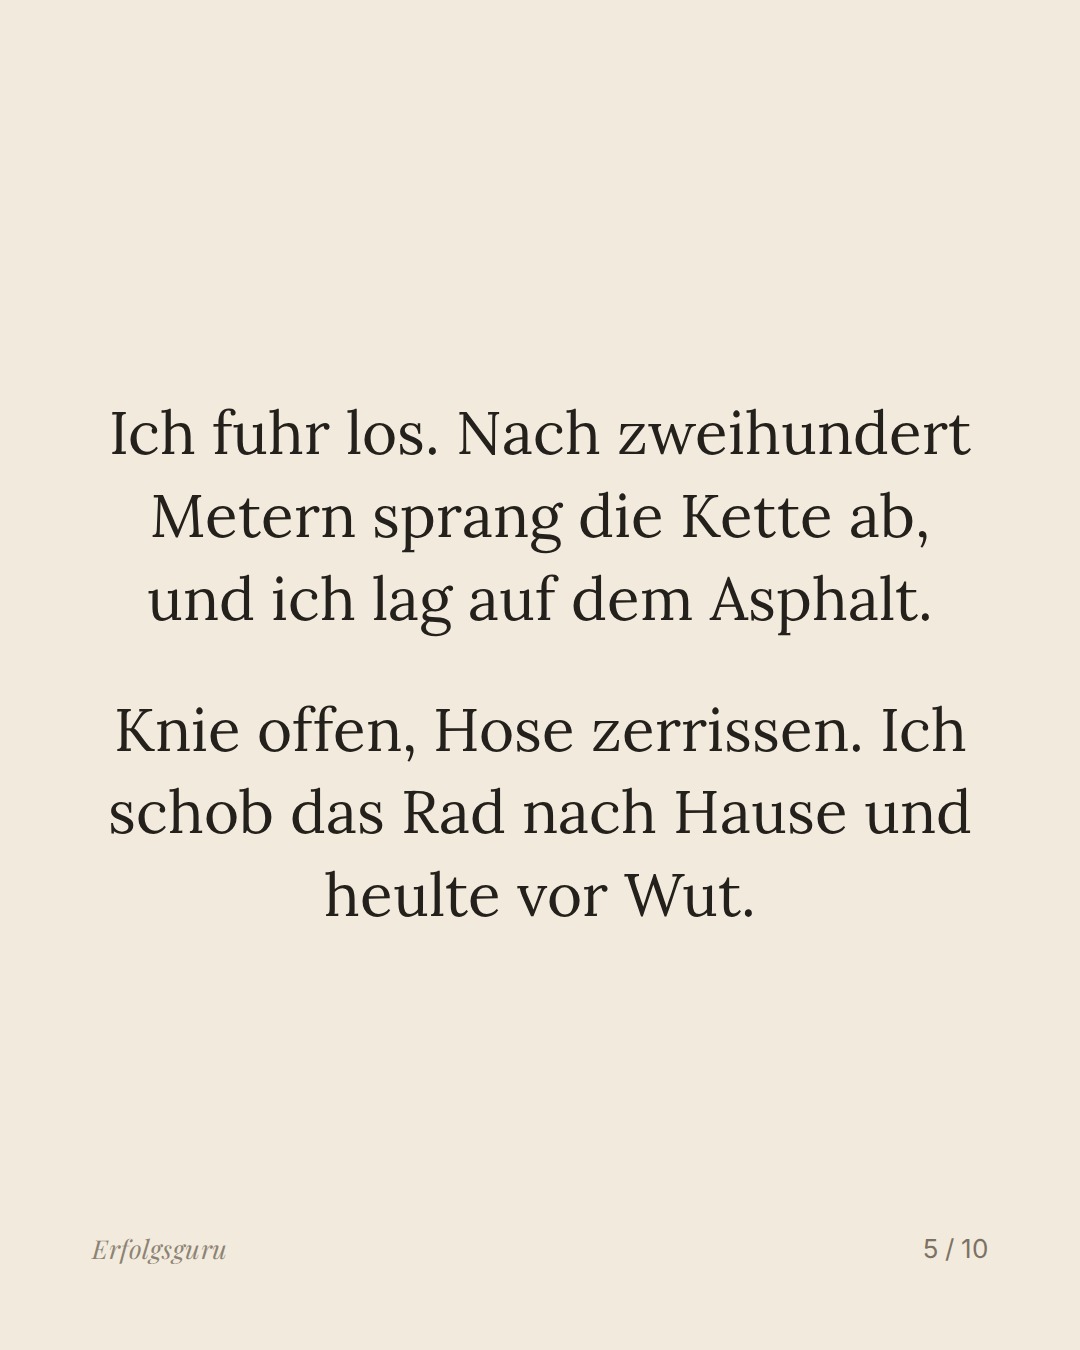 Ich fuhr los. Nach zweihundert
Metern sprang die Kette ab,
und ich lag auf dem Asphalt.
Knie offen, Hose zerrissen. Ich
schob das Rad nach Hause und
heulte vor Wut.
Erfolgsguru
5 / 10